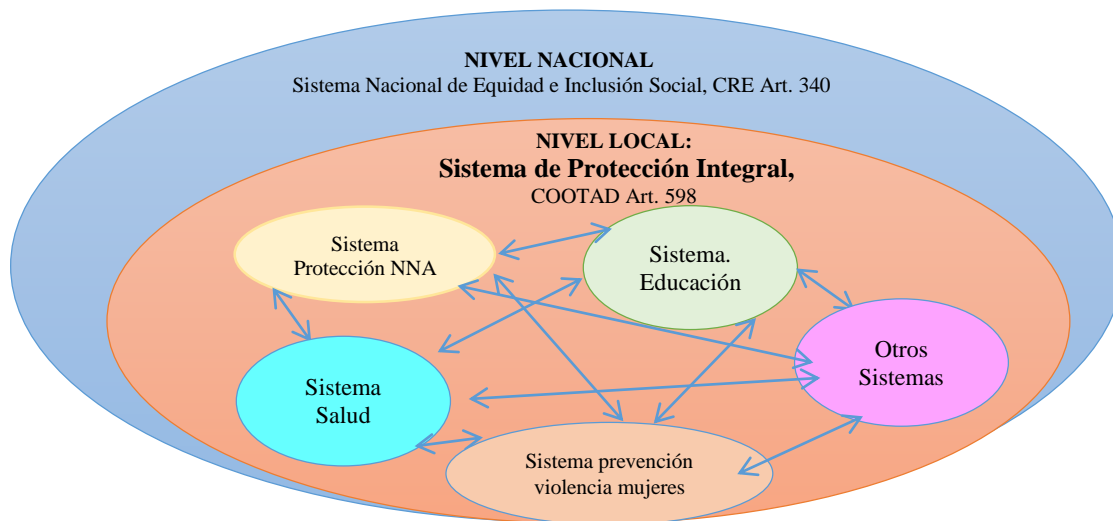 NIVEL NACIONAL
Sistema Nacional de Equidad e Inclusión Social, CRE Art. 340
NIVEL LOCAL:
Sistema de Protección Integral,
COOTAD Art. 598
Sistema
Protección NNA
Sistema.
Educación
Otros
Sistemas
Sistema
Salud
Sistema prevención
violencia mujeres